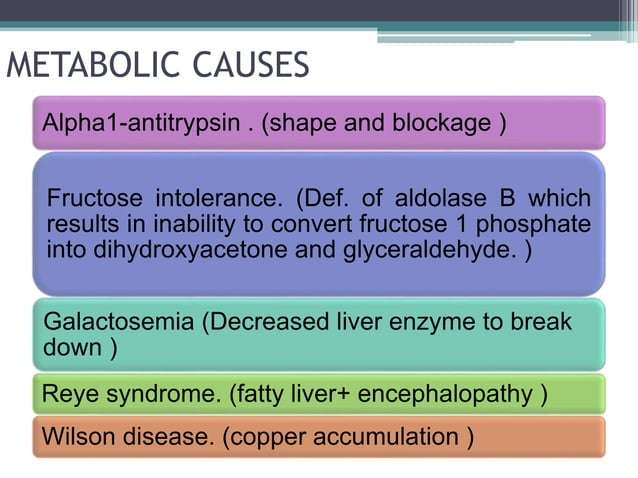 METABOLIC CAUSES
Alpha1-antitrypsin . (shape and blockage )
Fructose intolerance. (Def. of aldolase B which
results in inability to convert fructose 1 phosphate
into dihydroxyacetone and glyceraldehyde. )
Galactosemia (Decreased liver enzyme to break
down )
Reye syndrome. (fatty liver+ encephalopathy )
Wilson disease. (copper accumulation )